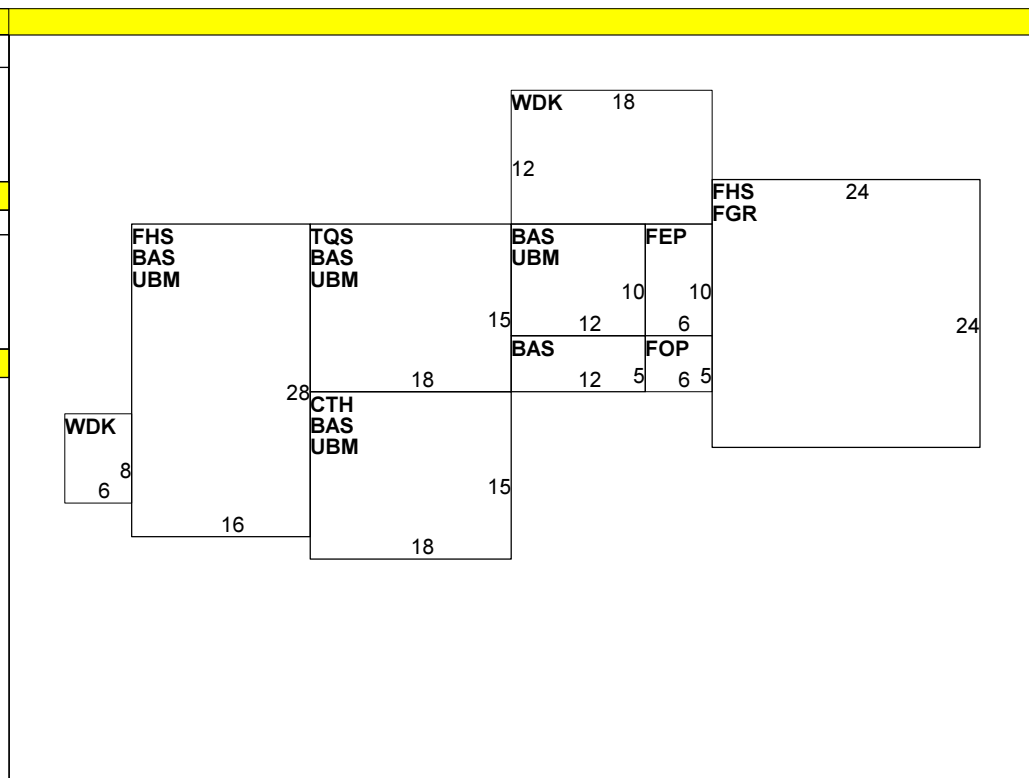 WDK 18
12
FHS 24
FGR
24
FHS
BAS
UBM
28
16
TQS
BAS
UBM
15
18
BAS
UBM
10
12
FEP
10
6
BAS
12 5
FOP
6 5
CTH
BAS
UBM
15
18
WDK
8
6